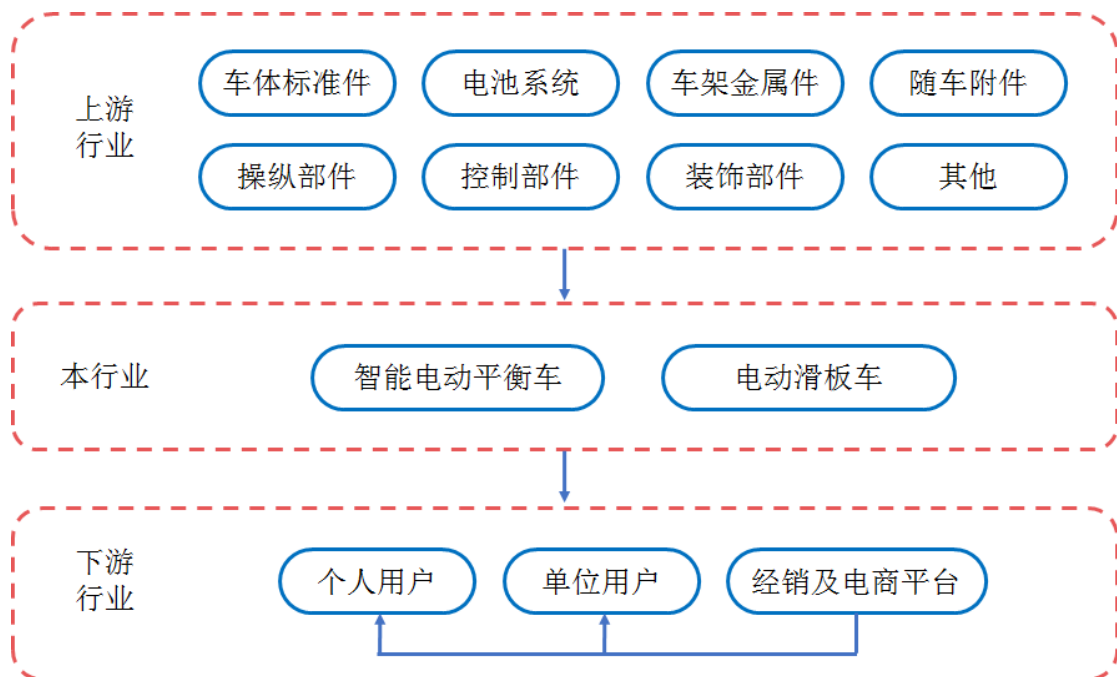 上游
行业
车体标准件
电池系统
车架金属件
随车附件
操纵部件
控制部件
装饰部件
其他
本行业
智能电动平衡车
电动滑板车
下游
行业
个人用户
单位用户
经销及电商平台